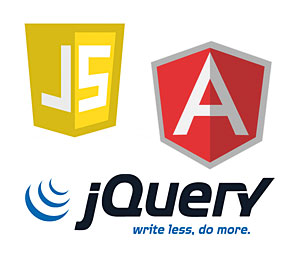 JS
A
jQuery
write less, do more.